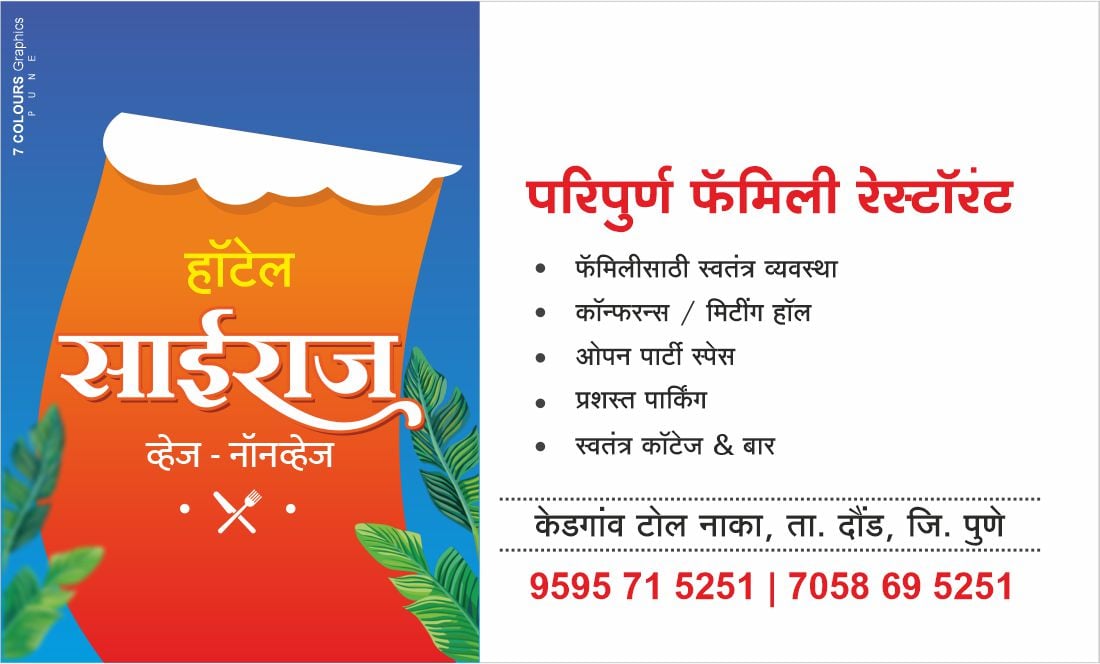 7 COLOURS Graphics
PUNE
हॉटेल
साईराज
व्हेज - नॉनव्हेज
परिपुर्ण फॅमिली रेस्टॉरंट
• फॅमिलीसाठी स्वतंत्र व्यवस्था
• कॉन्फरन्स / मिटींग हॉल
• ओपन पार्टी स्पेस
• प्रशस्त पार्किंग
• स्वतंत्र कॉटेज & बार
केडगांव टोल नाका, ता. दौंड, जि. पुणे
9595 71 5251 | 7058 69 5251